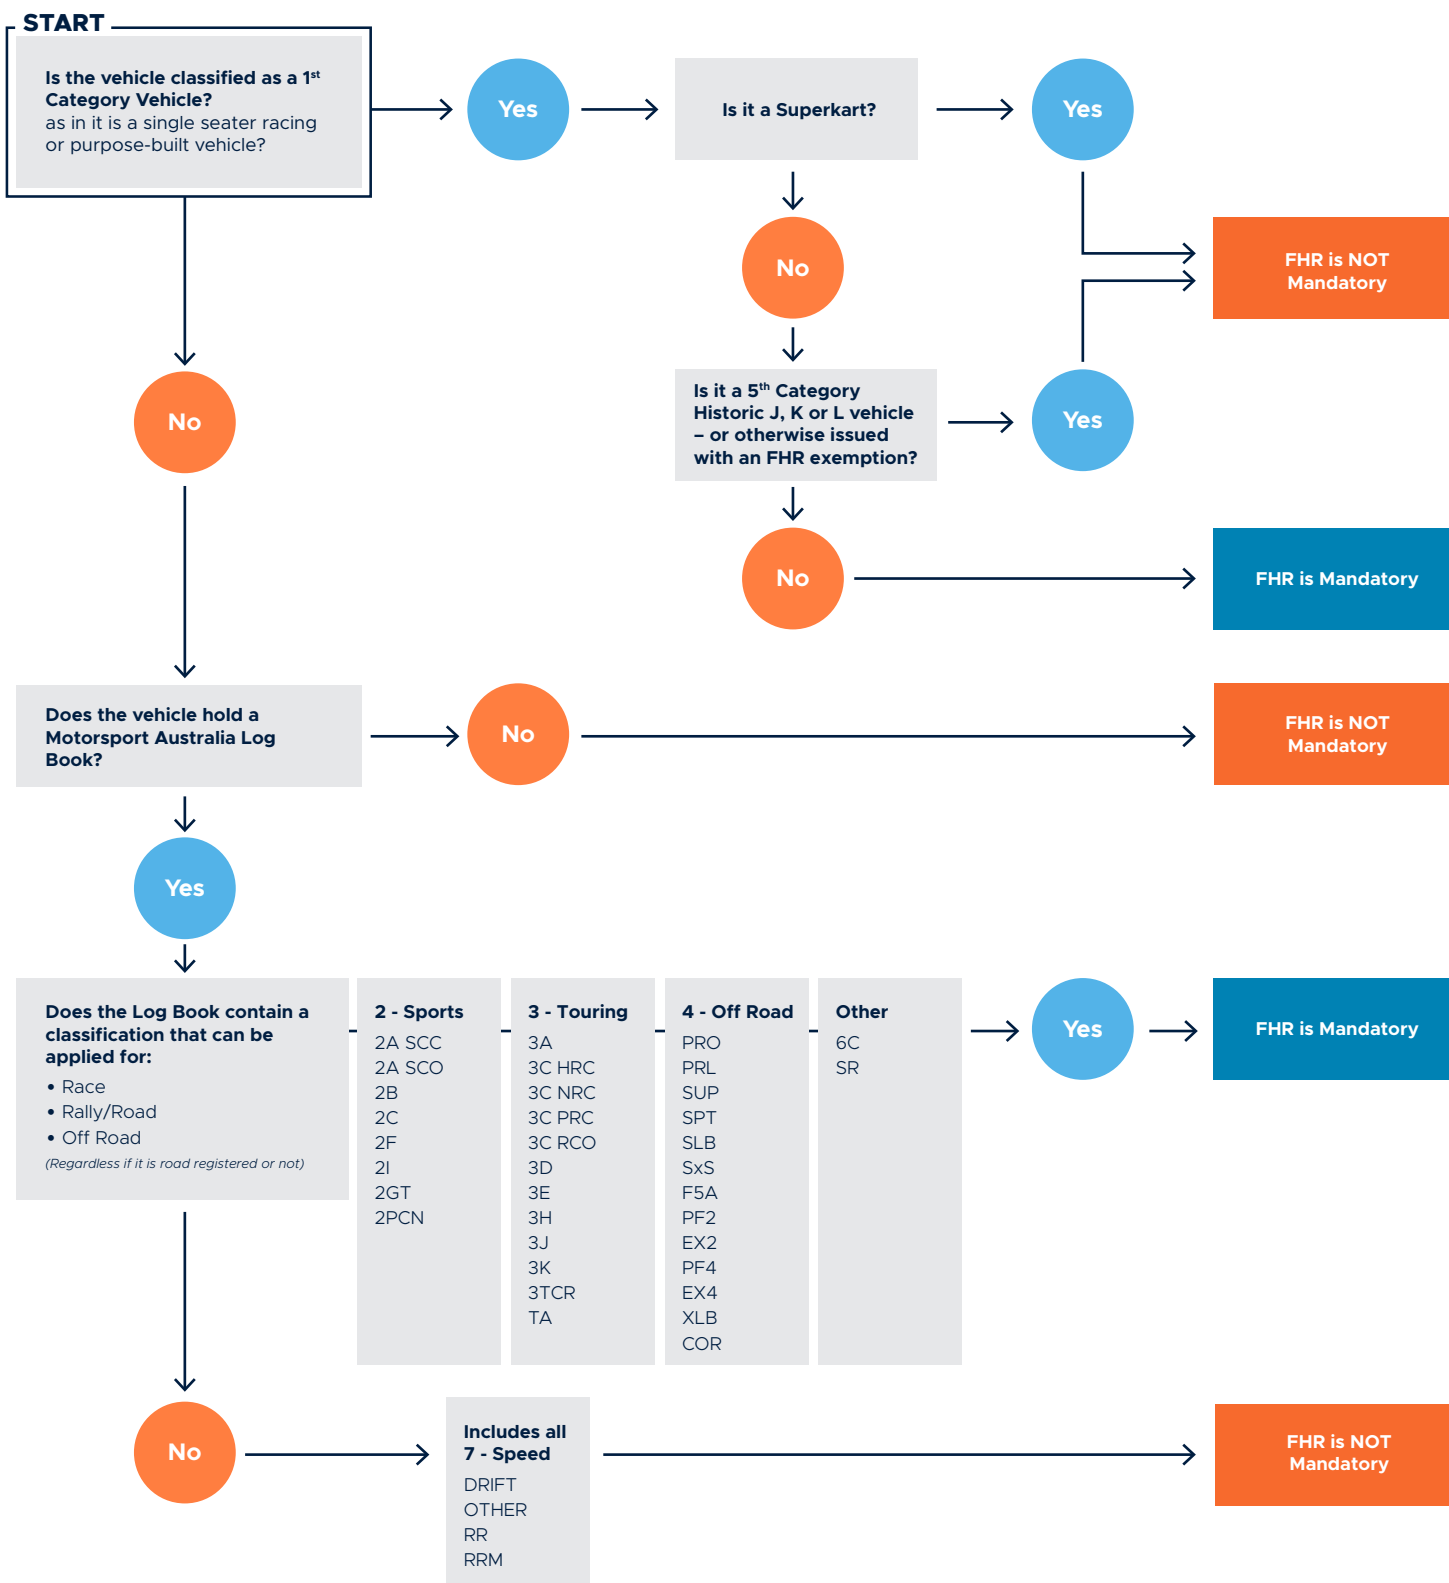 START
Is the vehicle classified as a 1st
Category Vehicle?
as in it is a single seater racing
or purpose-built vehicle?
Yes
Is it a Superkart?
Yes
No
FHR is NOT
Mandatory
Is it a 5th Category
Historic J, K or L vehicle
– or otherwise issued
with an FHR exemption?
Yes
No
No
FHR is Mandatory
Does the vehicle hold a
Motorsport Australia Log
Book?
No
FHR is NOT
Mandatory
Yes
Does the Log Book contain a
classification that can be
applied for:
• Race
• Rally/Road
• Off Road
(Regardless if it is road registered or not)
2 - Sports
2A SCC
2A SCO
2B
2C
2F
2I
2GT
2PCN
3 - Touring
3A
3C HRC
3C NRC
3C PRC
3C RCO
3D
3E
3H
3J
3K
3TCR
TA
4 - Off Road
PRO
PRL
SUP
SPT
SLB
SxS
F5A
PF2
EX2
PF4
EX4
XLB
COR
Other
6C
SR
Yes
FHR is Mandatory
No
Includes all
7 - Speed
DRIFT
OTHER
RR
RRM
FHR is NOT
Mandatory